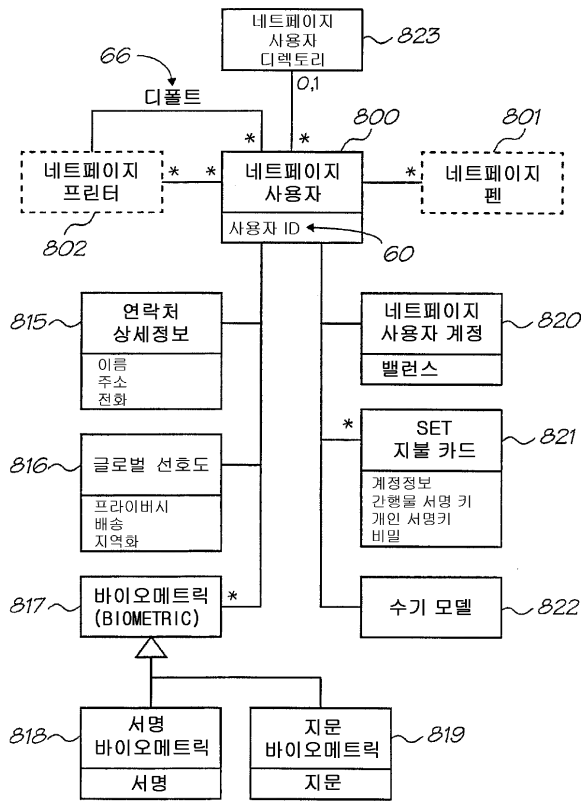 네트페이지
사용자
디렉토리
823
66
0,1
디폴트
*
*
800
801
네트페이지
프린터
*
*
네트페이지
사용자
*
네트페이지
펜
802
사용자 ID
60
815
연락처
상세정보
이름
주소
전화
네트페이지
사용자 계정
820
밸런스
816
글로벌 선호도
프라이버시
배송
지역화
*
SET
지불 카드
821
계정정보
간행물 서명 키
개인 서명키
비밀
817
바이오메트릭
(BIOMETRIC)
*
수기 모델
822
818
서명
바이오메트릭
서명
지문
바이오메트릭
819
지문